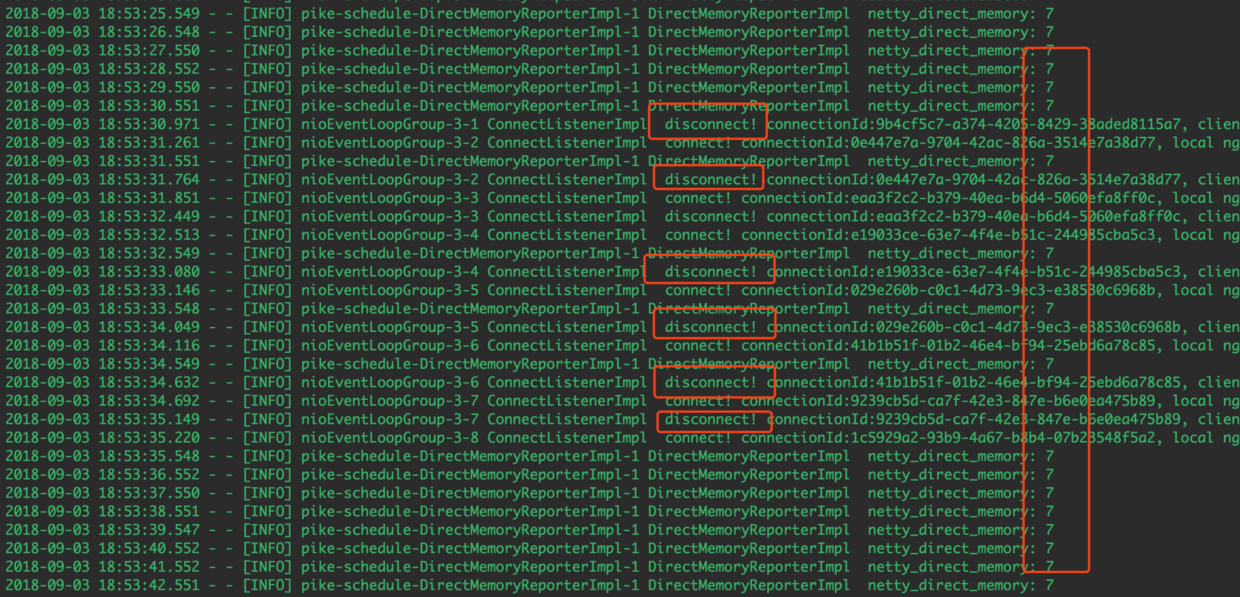 2018-09-03 18:53:25.549 - - [INFO] pike-schedule-DirectMemoryReporterImpl-1 DirectMemoryReporterImpl netty_direct_memory: 7
2018-09-03 18:53:26.548 - - [INFO] pike-schedule-DirectMemoryReporterImpl-1 DirectMemoryReporterImpl netty_direct_memory: 7
2018-09-03 18:53:27.550 - - [INFO] pike-schedule-DirectMemoryReporterImpl-1 DirectMemoryReporterImpl netty_direct_memory: 7
2018-09-03 18:53:28.552 - - [INFO] pike-schedule-DirectMemoryReporterImpl-1 DirectMemoryReporterImpl netty_direct_memory: 7
2018-09-03 18:53:29.550 - - [INFO] pike-schedule-DirectMemoryReporterImpl-1 DirectMemoryReporterImpl netty_direct_memory: 7
2018-09-03 18:53:30.551 - - [INFO] pike-schedule-DirectMemoryReporterImpl-1 DirectMemoryReporterImpl netty_direct_memory: 7
2018-09-03 18:53:30.971 - - [INFO] nioEventLoopGroup-3-1 ConnectListenerImpl disconnect! connectionId:9b4cf5c7-a374-4205-8429-38aded8115a7, clien
2018-09-03 18:53:31.261 - - [INFO] nioEventLoopGroup-3-2 ConnectListenerImpl connect! connectionId:0e447e7a-9704-42ac-826a-3514e7a38d77, local ng
2018-09-03 18:53:31.551 - - [INFO] pike-schedule-DirectMemoryReporterImpl-1 DirectMemoryReporterImpl netty_direct_memory: 7
2018-09-03 18:53:31.764 - - [INFO] nioEventLoopGroup-3-2 ConnectListenerImpl disconnect! connectionId:0e447e7a-9704-42ac-826a-3514e7a38d77, clien
2018-09-03 18:53:31.851 - - [INFO] nioEventLoopGroup-3-3 ConnectListenerImpl connect! connectionId:eaa3f2c2-b379-40ea-b6d4-5060efa8ff0c, local ng
2018-09-03 18:53:32.449 - - [INFO] nioEventLoopGroup-3-3 ConnectListenerImpl disconnect! connectionId:eaa3f2c2-b379-40ea-b6d4-5060efa8ff0c, clien
2018-09-03 18:53:32.513 - - [INFO] nioEventLoopGroup-3-4 ConnectListenerImpl connect! connectionId:e19033ce-63e7-4f4e-b51c-244985cba5c3, local ng
2018-09-03 18:53:32.549 - - [INFO] pike-schedule-DirectMemoryReporterImpl-1 DirectMemoryReporterImpl netty_direct_memory: 7
2018-09-03 18:53:33.080 - - [INFO] nioEventLoopGroup-3-4 ConnectListenerImpl disconnect! connectionId:e19033ce-63e7-4f4e-b51c-244985cba5c3, clien
2018-09-03 18:53:33.146 - - [INFO] nioEventLoopGroup-3-5 ConnectListenerImpl connect! connectionId:029e260b-c0c1-4d73-9ec3-e38530c6968b, local ng
2018-09-03 18:53:33.548 - - [INFO] pike-schedule-DirectMemoryReporterImpl-1 DirectMemoryReporterImpl netty_direct_memory: 7
2018-09-03 18:53:34.049 - - [INFO] nioEventLoopGroup-3-5 ConnectListenerImpl disconnect! connectionId:029e260b-c0c1-4d73-9ec3-e38530c6968b, clien
2018-09-03 18:53:34.116 - - [INFO] nioEventLoopGroup-3-6 ConnectListenerImpl connect! connectionId:41b1b51f-01b2-46e4-bf94-25ebd6a78c85, local ng
2018-09-03 18:53:34.549 - - [INFO] pike-schedule-DirectMemoryReporterImpl-1 DirectMemoryReporterImpl netty_direct_memory: 7
2018-09-03 18:53:34.632 - - [INFO] nioEventLoopGroup-3-6 ConnectListenerImpl disconnect! connectionId:41b1b51f-01b2-46e4-bf94-25ebd6a78c85, clien
2018-09-03 18:53:34.692 - - [INFO] nioEventLoopGroup-3-7 ConnectListenerImpl connect! connectionId:9239cb5d-ca7f-42e3-847e-b6e0ea475b89, local ng
2018-09-03 18:53:35.149 - - [INFO] nioEventLoopGroup-3-7 ConnectListenerImpl disconnect! connectionId:9239cb5d-ca7f-42e3-847e-b6e0ea475b89, clien
2018-09-03 18:53:35.220 - - [INFO] nioEventLoopGroup-3-8 ConnectListenerImpl connect! connectionId:1c5929a2-93b9-4a67-b8b4-07b23548f5a2, local ng
2018-09-03 18:53:35.548 - - [INFO] pike-schedule-DirectMemoryReporterImpl-1 DirectMemoryReporterImpl netty_direct_memory: 7
2018-09-03 18:53:36.552 - - [INFO] pike-schedule-DirectMemoryReporterImpl-1 DirectMemoryReporterImpl netty_direct_memory: 7
2018-09-03 18:53:37.550 - - [INFO] pike-schedule-DirectMemoryReporterImpl-1 DirectMemoryReporterImpl netty_direct_memory: 7
2018-09-03 18:53:38.551 - - [INFO] pike-schedule-DirectMemoryReporterImpl-1 DirectMemoryReporterImpl netty_direct_memory: 7
2018-09-03 18:53:39.547 - - [INFO] pike-schedule-DirectMemoryReporterImpl-1 DirectMemoryReporterImpl netty_direct_memory: 7
2018-09-03 18:53:40.552 - - [INFO] pike-schedule-DirectMemoryReporterImpl-1 DirectMemoryReporterImpl netty_direct_memory: 7
2018-09-03 18:53:41.552 - - [INFO] pike-schedule-DirectMemoryReporterImpl-1 DirectMemoryReporterImpl netty_direct_memory: 7
2018-09-03 18:53:42.551 - - [INFO] pike-schedule-DirectMemoryReporterImpl-1 DirectMemoryReporterImpl netty_direct_memory: 7